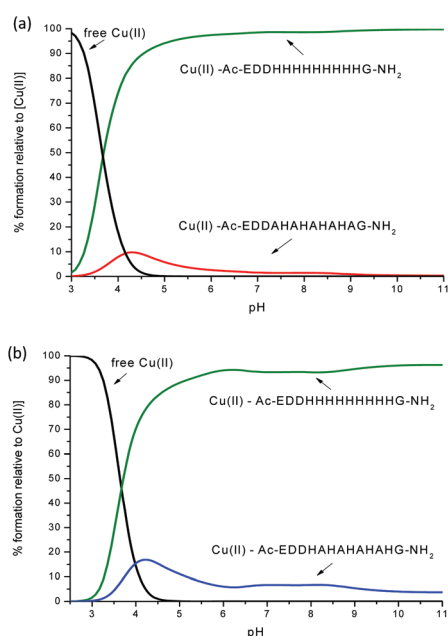 (a)
% formation relative to [Cu(II)]
100
90
80
70
60
50
40
30
20
10
0
free Cu(II)
Cu(II) -Ac-EDDHHHHHHHHHG-NH₂
Cu(II) -Ac-EDDAHAHAHAHAG-NH₂
3 4 5 6 7 8 9 10 11
pH
(b)
% formation relative to Cu(II)]
100
90
80
70
60
50
40
30
20
10
0
free Cu(II)
Cu(II) - Ac-EDDHHHHHHHHHG-NH₂
Cu(II) - Ac-EDDHAHAHAHAHG-NH₂
3 4 5 6 7 8 9 10 11
pH